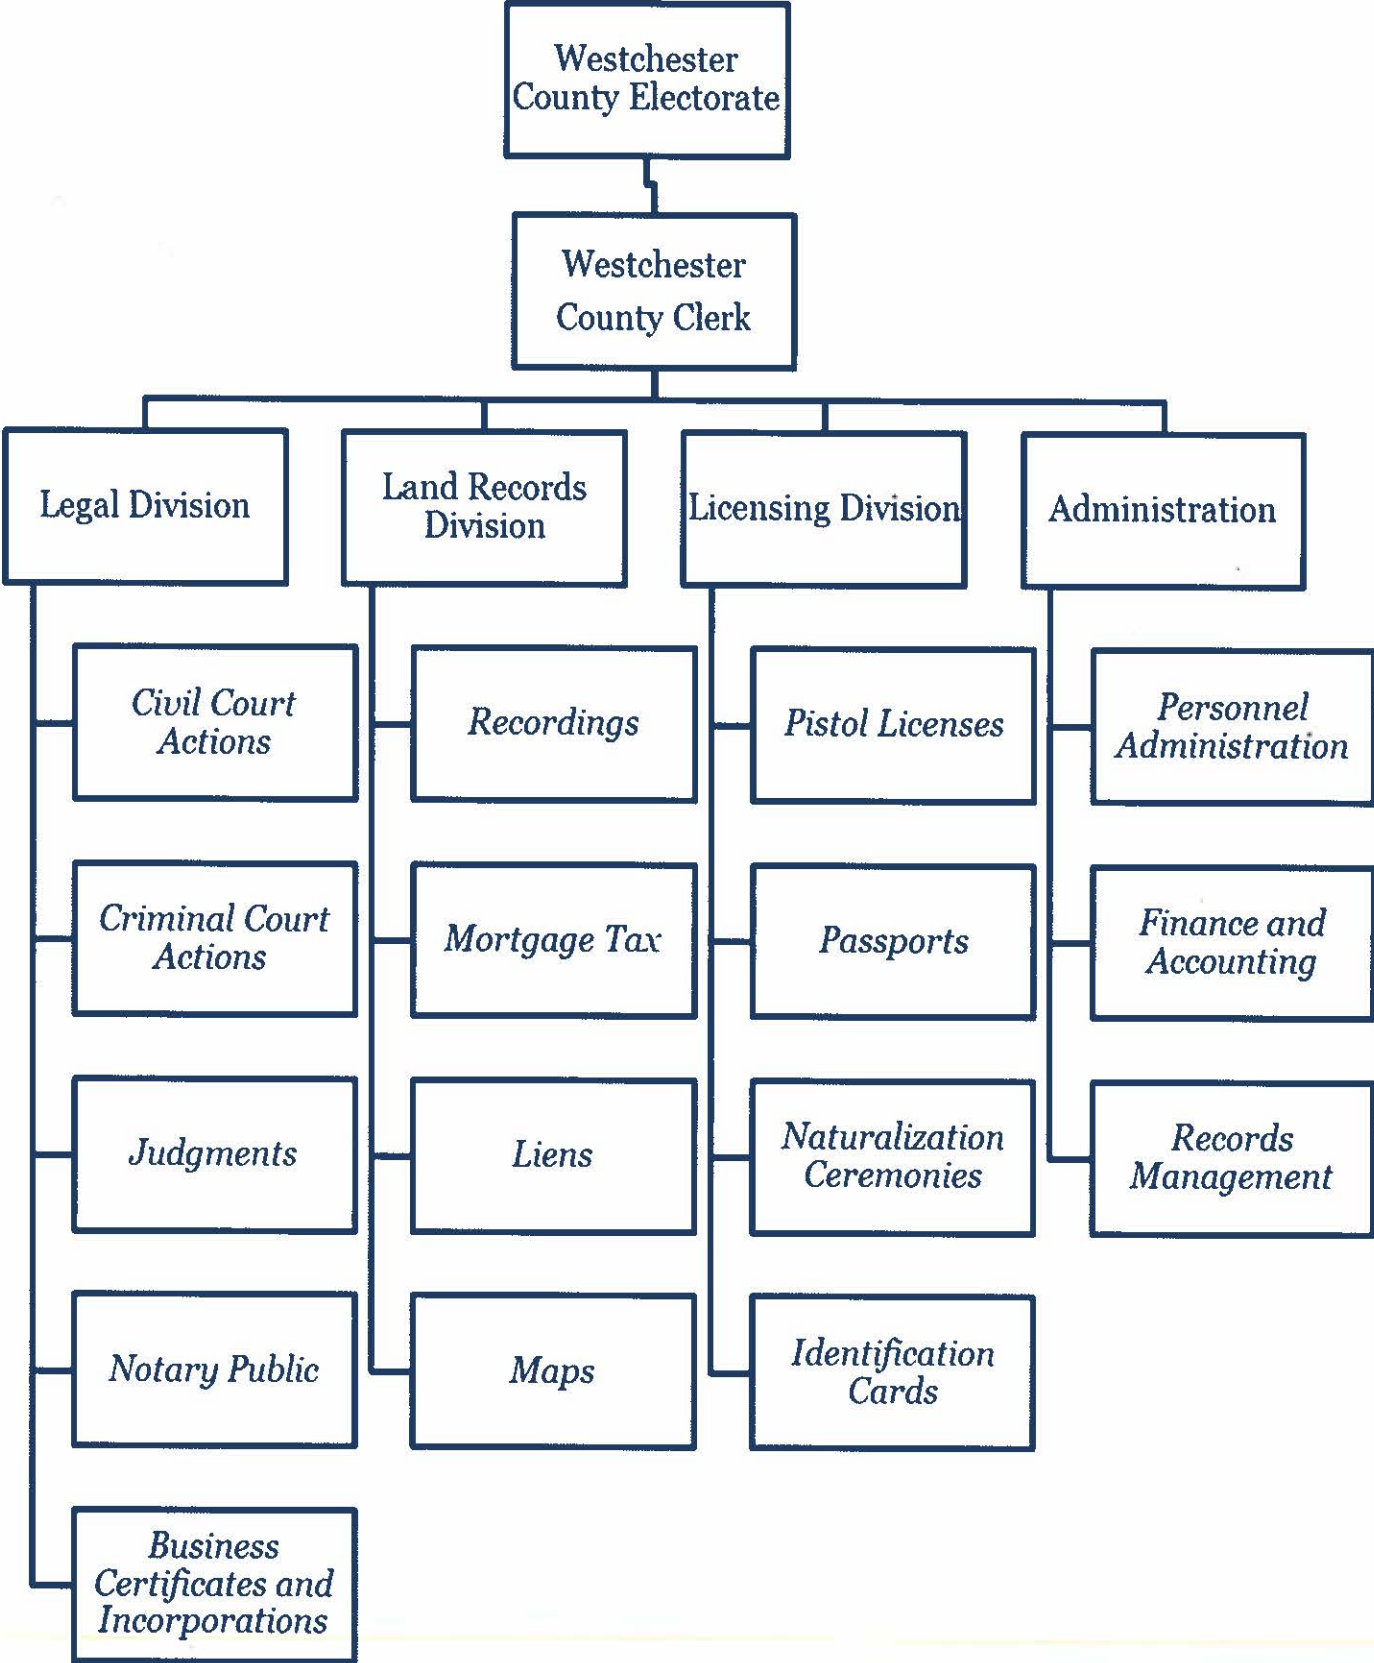 Westchester
County Electorate
Westchester
County Clerk
Legal Division
Land Records
Division
Licensing Division
Administration
Civil Court
Actions
Recordings
Pistol Licenses
Personnel
Administration
Criminal Court
Actions
Mortgage Tax
Passports
Finance and
Accounting
Judgments
Liens
Naturalization
Ceremonies
Records
Management
Notary Public
Maps
Identification
Cards
Business
Certificates and
Incorporations